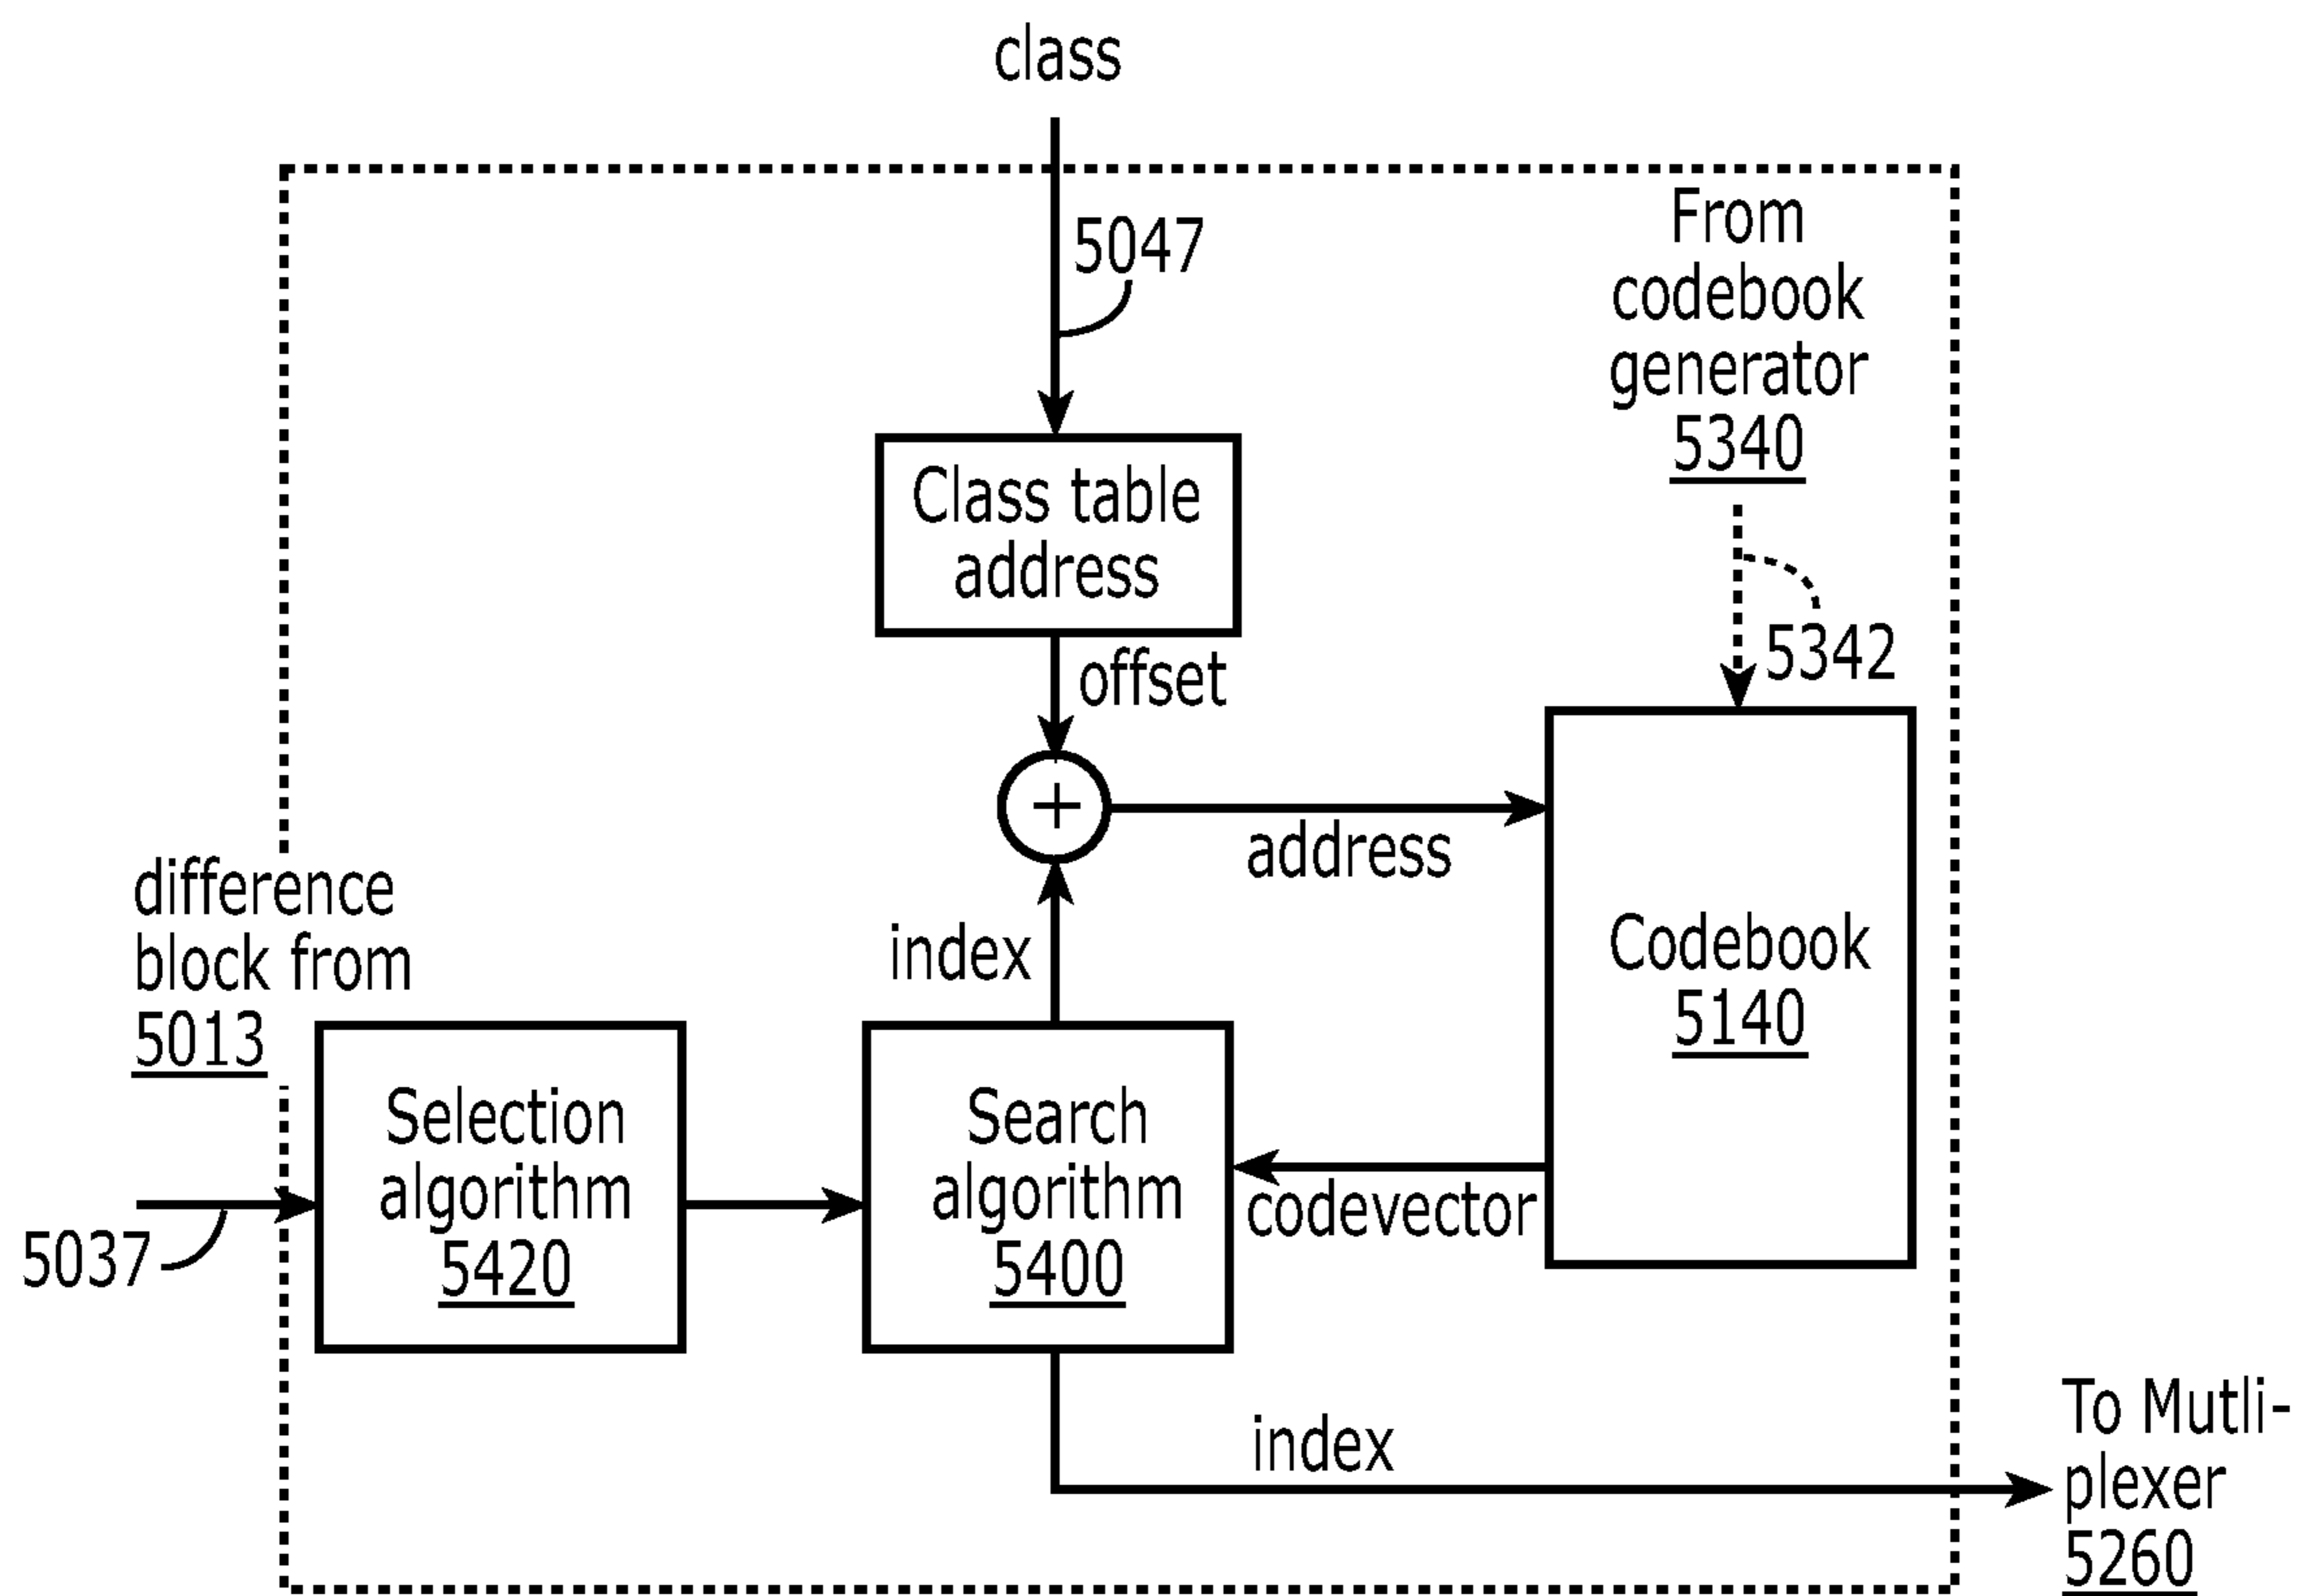 class
5047
From
codebook
generator
5340
Class table
address
5342
offset
+
address
difference
block from
5013
index
Codebook
5140
Selection
algorithm
5420
Search
algorithm
5400
codevector
5037
index
To Mutli-
plexer
5260